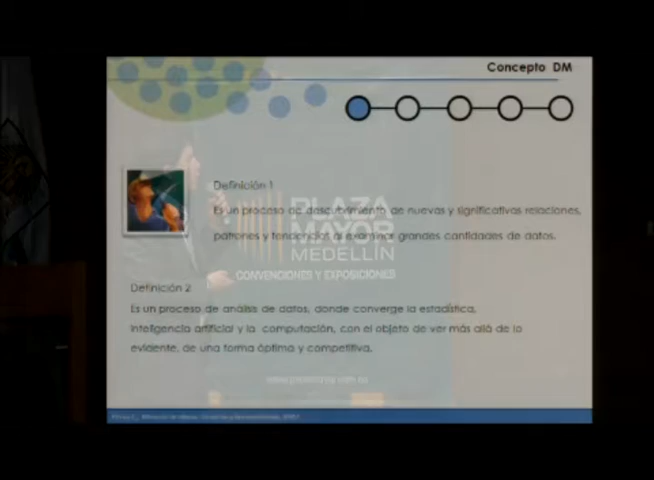 Concepto DM
Definición 1
Es un proceso de descubrimiento de nuevas y significativas relaciones,
patrones y tendencias al examinar grandes cantidades de datos.
PLAZA
MAYOR
MEDELLÍN
CONVENCIONES Y EXPOSICIONES
Definición 2
Es un proceso de análisis de datos, donde converge la estadística,
inteligencia artificial y la computación, con el objeto de ver más allá de lo
evidente, de una forma óptima y competitiva.